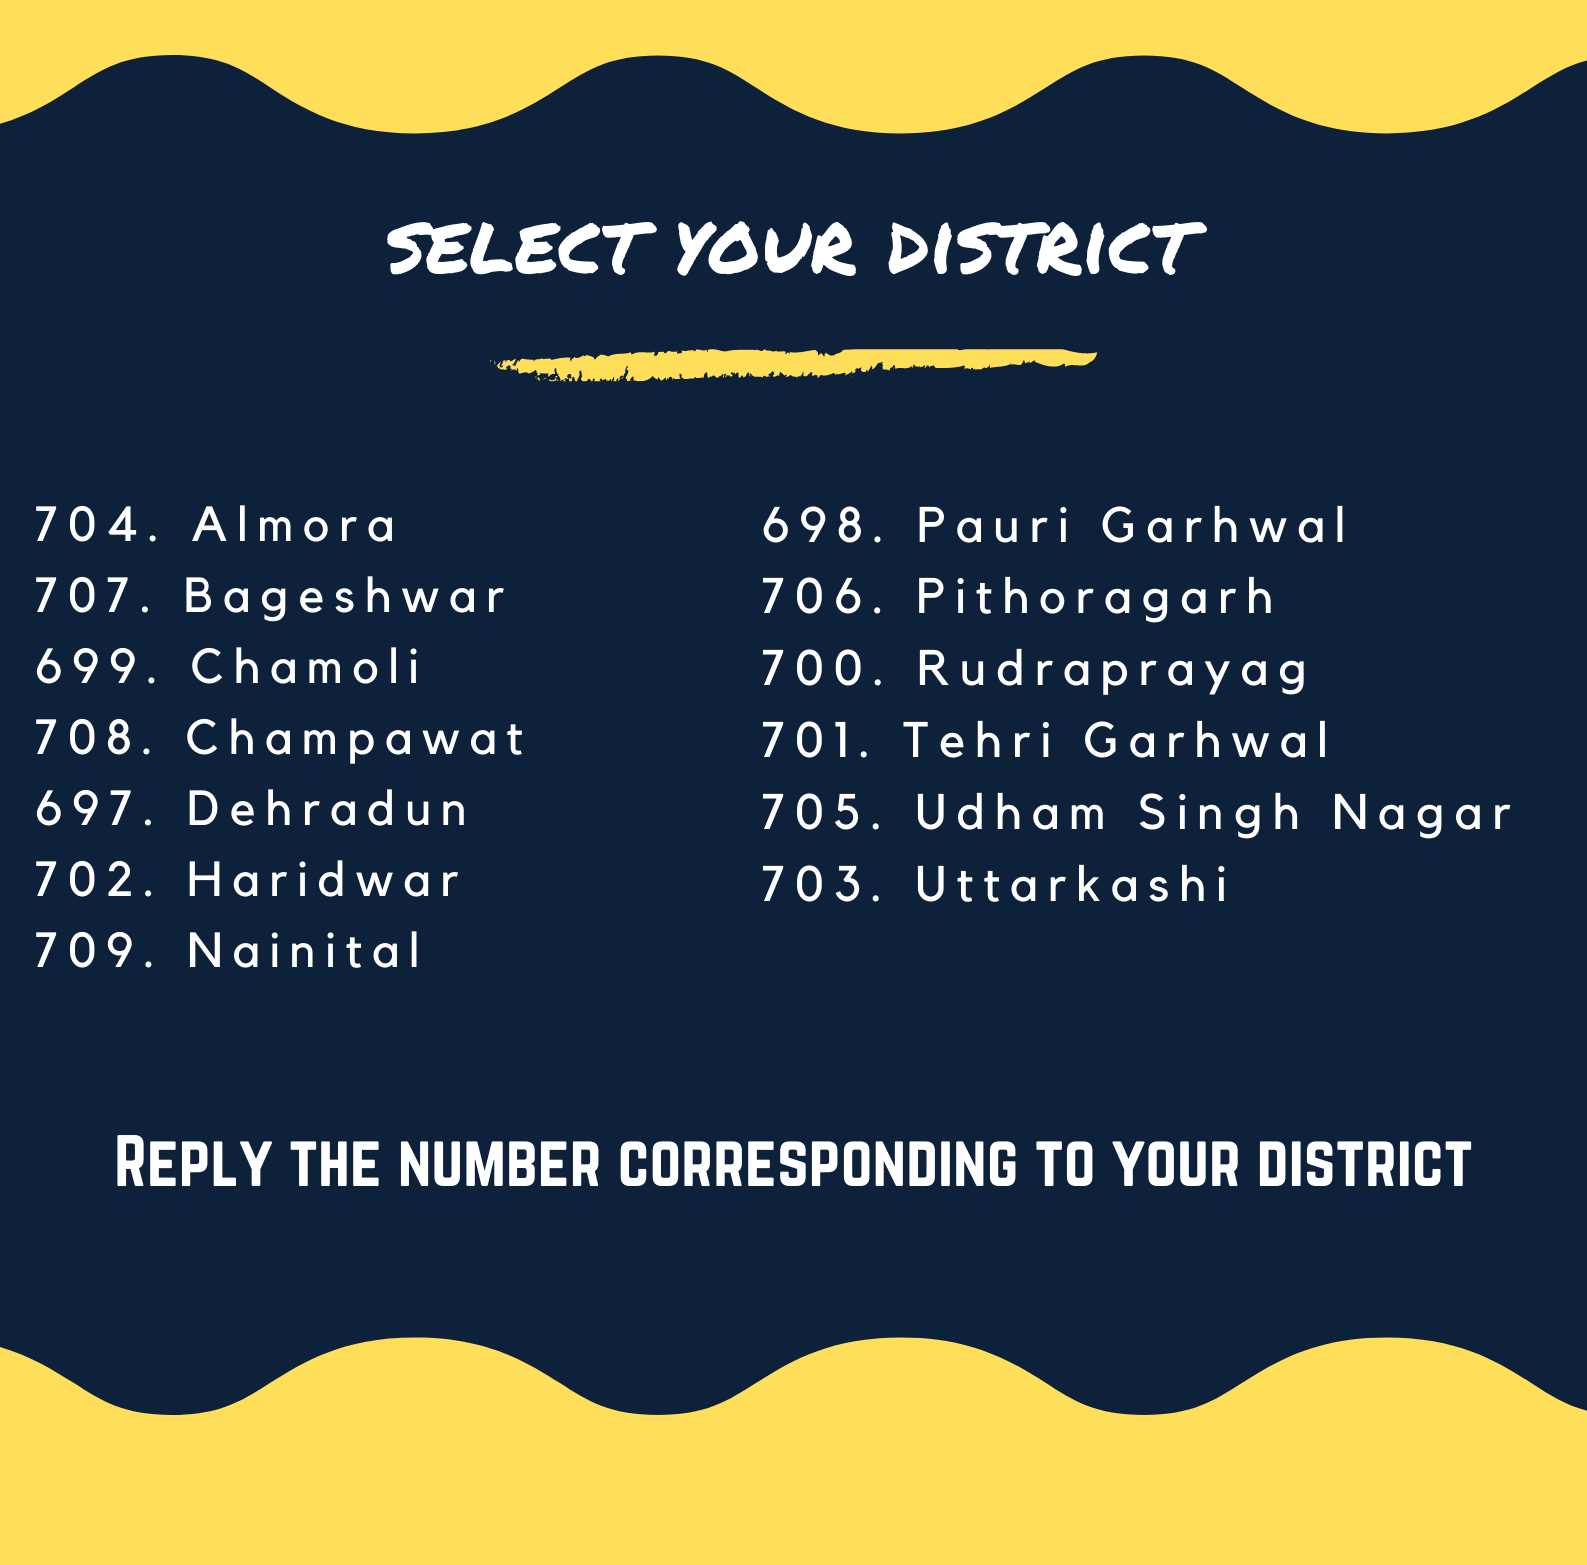 SELECT YOUR DISTRICT
704. Almora
707. Bageshwar
699. Chamoli
708. Champawat
697. Dehradun
702. Haridwar
709. Nainital
698. Pauri Garhwal
706. Pithoragarh
700. Rudraprayag
701. Tehri Garhwal
705. Udham Singh Nagar
703. Uttarkashi
Reply the number corresponding to your district